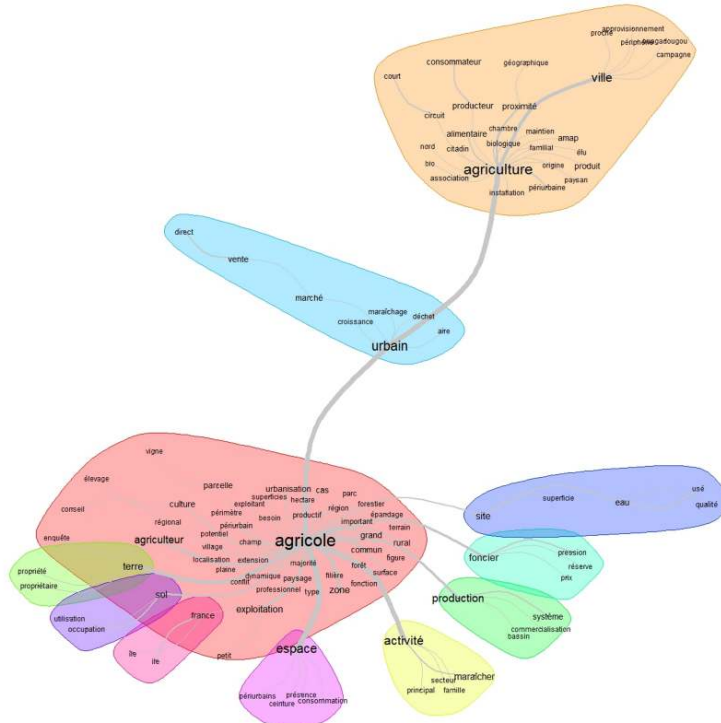 approvisionnement
proche
périphérie
campagne
ville
consommateur
géographique
court
producteur
proximité
circuit
chambre
maintien
alimentaire
amap
biologique
nord
citadin
familial
élu
bio
agriculture
origine
produit
association
paysan
installation
périurbaine
direct
vente
marché
maraîchage
déchet
croissance
aire
urbain
vigne
élevage
parcelle
urbanisation
cas
parc
superficies
hectare
forestier
conseil
culture
exploitant
région
épandage
périmètre
besoin
productif
régional
périurbain
important
terrain
potentiel
enquête
agriculteur
village
champ
agricole
grand
rural
localisation
extension
commun
figure
plaine
majorité
forêt
dynamique
paysage
filière
surface
conflit
professionnel
type
zone
fonction
exploitation
petit
usé
superficie
eau
qualité
site
foncier
pression
réserve
prix
propriété
terre
propriétaire
sol
utilisation
occupation
france
île
ife
production
système
commercialisation
bassin
espace
périurbains
présence
ceinture
consommation
activité
secteur
maraîcher
principal
famille